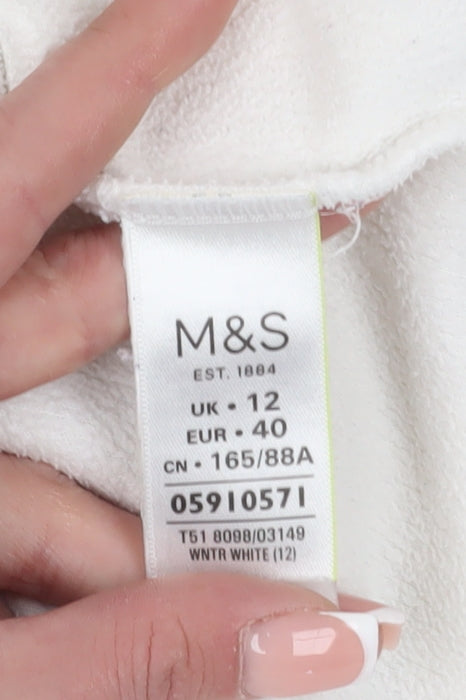 M&S
EST. 1884
UK • 12
EUR • 40
CN • 165/88A
05910571
T51 8098/03149
WNTR WHITE (12)